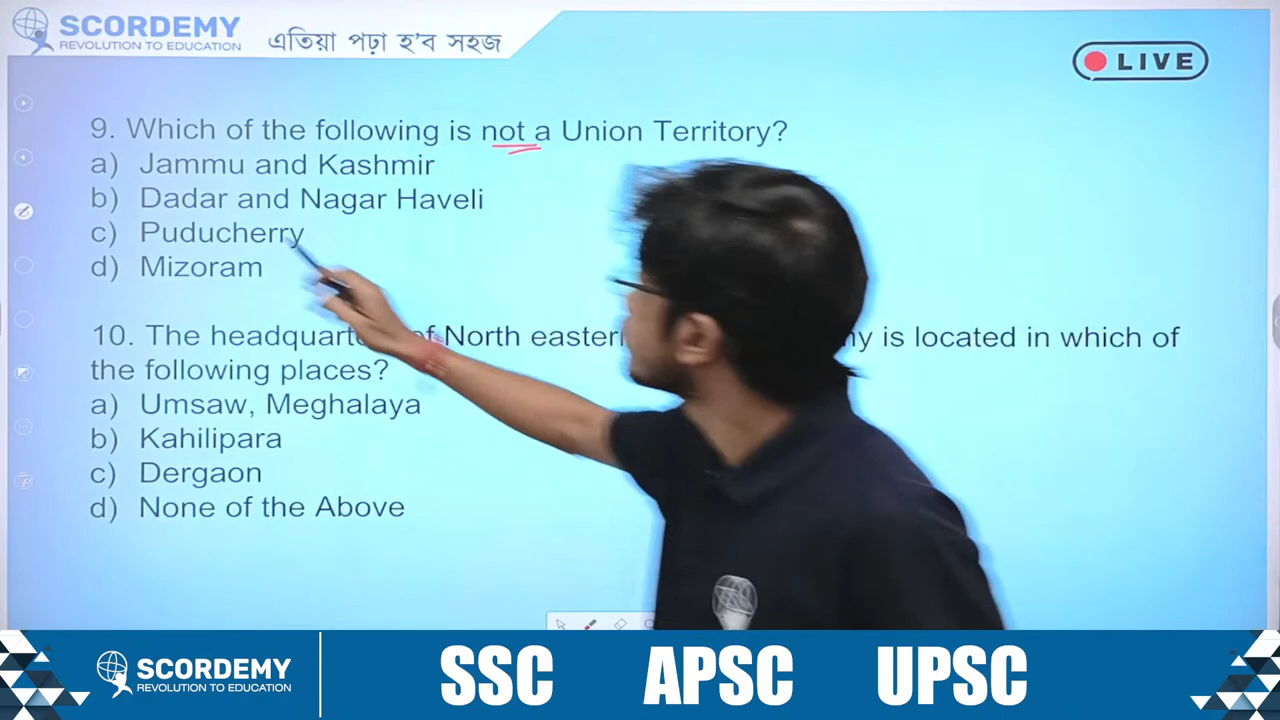 SCORDEMY
REVOLUTION TO EDUCATION
এতিয়া পঢ়া হ'ব সহজ
LIVE
9. Which of the following is not a Union Territory?
a) Jammu and Kashmir
b) Dadar and Nagar Haveli
c) Puducherry
d) Mizoram
10. The of North is located in which of
the following places?
a) Umsaw, Meghalaya
b) Kahilipara
c) Dergaon
d) None of the Above
SCORDEMY
REVOLUTION TO EDUCATION
SSC APSC UPSC